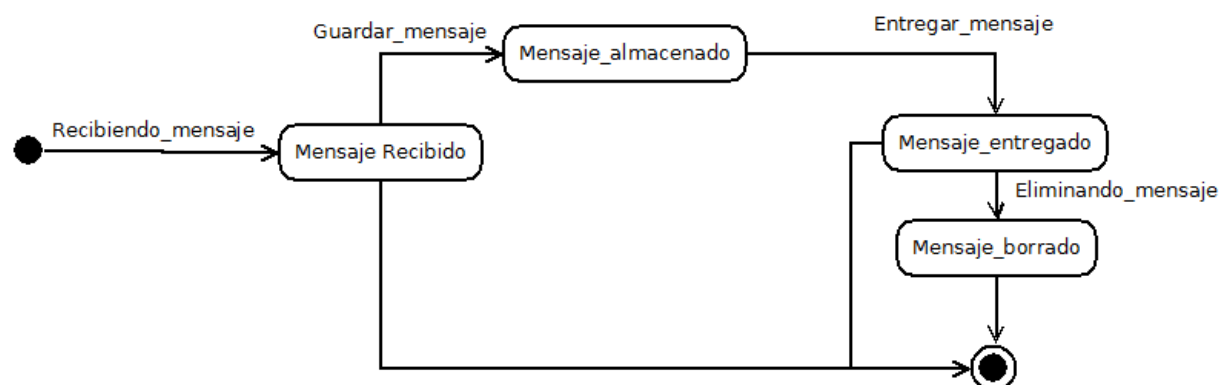 Guardar_mensaje
Entregar_mensaje
Mensaje_almacenado
Recibiendo_mensaje
Mensaje Recibido
Mensaje_entregado
Eliminando_mensaje
Mensaje_borrado